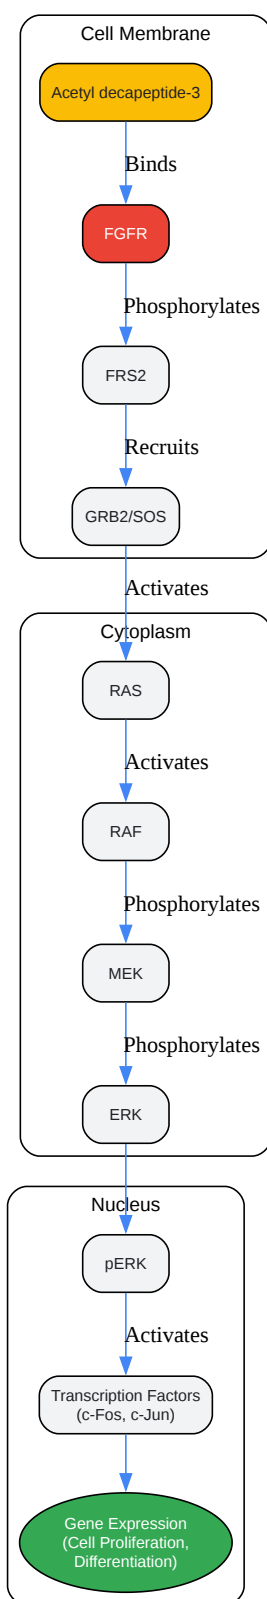 Cell Membrane
Acetyl decapeptide-3
Binds
FGFR
Phosphorylates
FRS2
Recruits
GRB2/SOS
Activates
Cytoplasm
RAS
Activates
RAF
Phosphorylates
MEK
Phosphorylates
ERK
Nucleus
pERK
Activates
Transcription Factors
(c-Fos, c-Jun)
Gene Expression
(Cell Proliferation,
Differentiation)